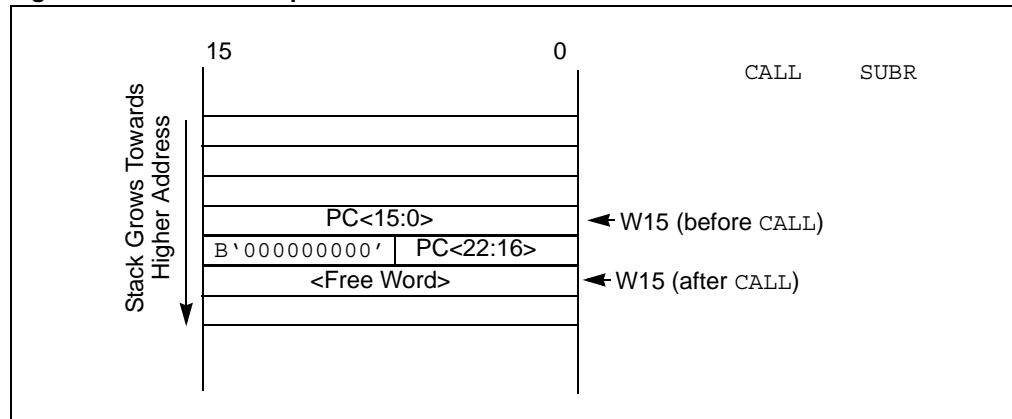 15 0
CALL SUBR
Stack Grows Towards
Higher Address
PC<15:0>
W15 (before CALL)
B'000000000' PC<22:16>
<Free Word>
W15 (after CALL)